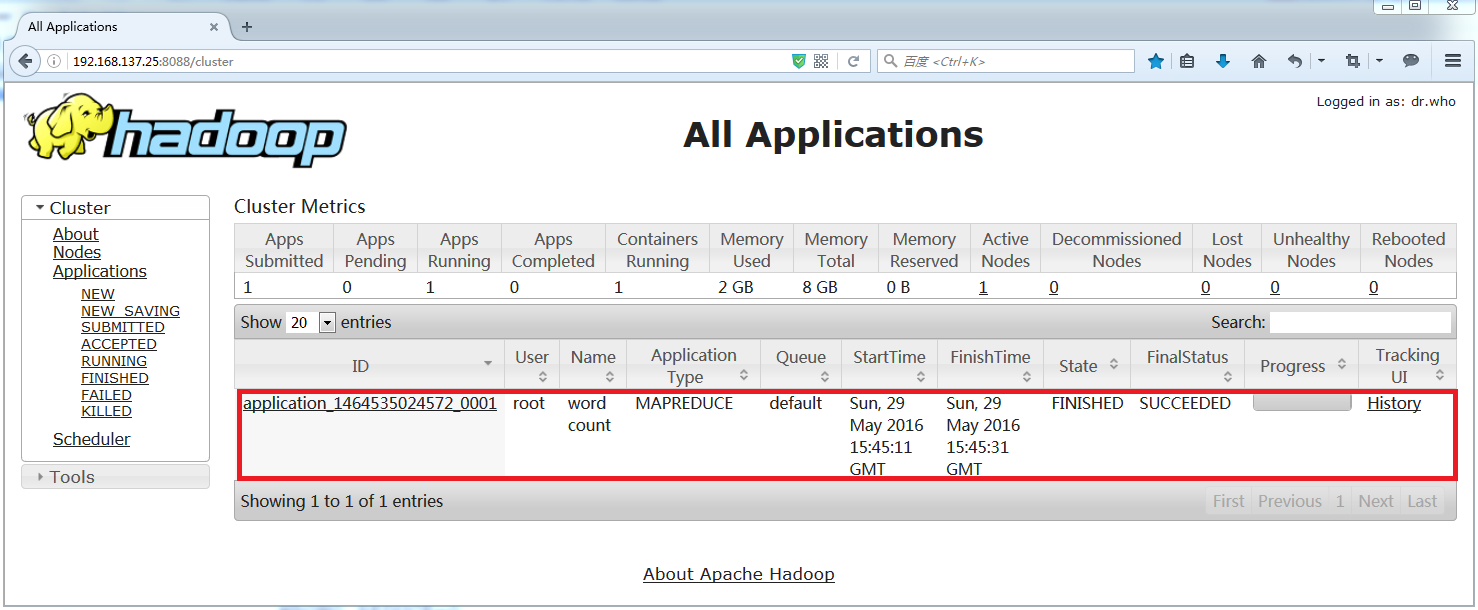 All Applications
192.168.137.25:8088/cluster
百度 <Ctrl+K>
Logged in as: dr.who
hadoop
All Applications
Cluster
About
Nodes
Applications
NEW
NEW_SAVING
SUBMITTED
ACCEPTED
RUNNING
FINISHED
FAILED
KILLED
Scheduler
Tools
Cluster Metrics
Apps Submitted Apps Pending Apps Running Apps Completed Containers Running Memory Used Memory Total Memory Reserved Active Nodes Decommissioned Nodes Lost Nodes Unhealthy Nodes Rebooted Nodes
1 0 1 0 1 2 GB 8 GB 0 B 1 0 0 0 0
Show 20 entries Search:
ID User Name Application Type Queue StartTime FinishTime State FinalStatus Progress Tracking UI
application_1464535024572_0001 root word MAPREDUCE default Sun, 29 Sun, 29 FINISHED SUCCEEDED History
count May 2016 May 2016
15:45:11 15:45:31
GMT GMT
Showing 1 to 1 of 1 entries First Previous 1 Next Last
About Apache Hadoop